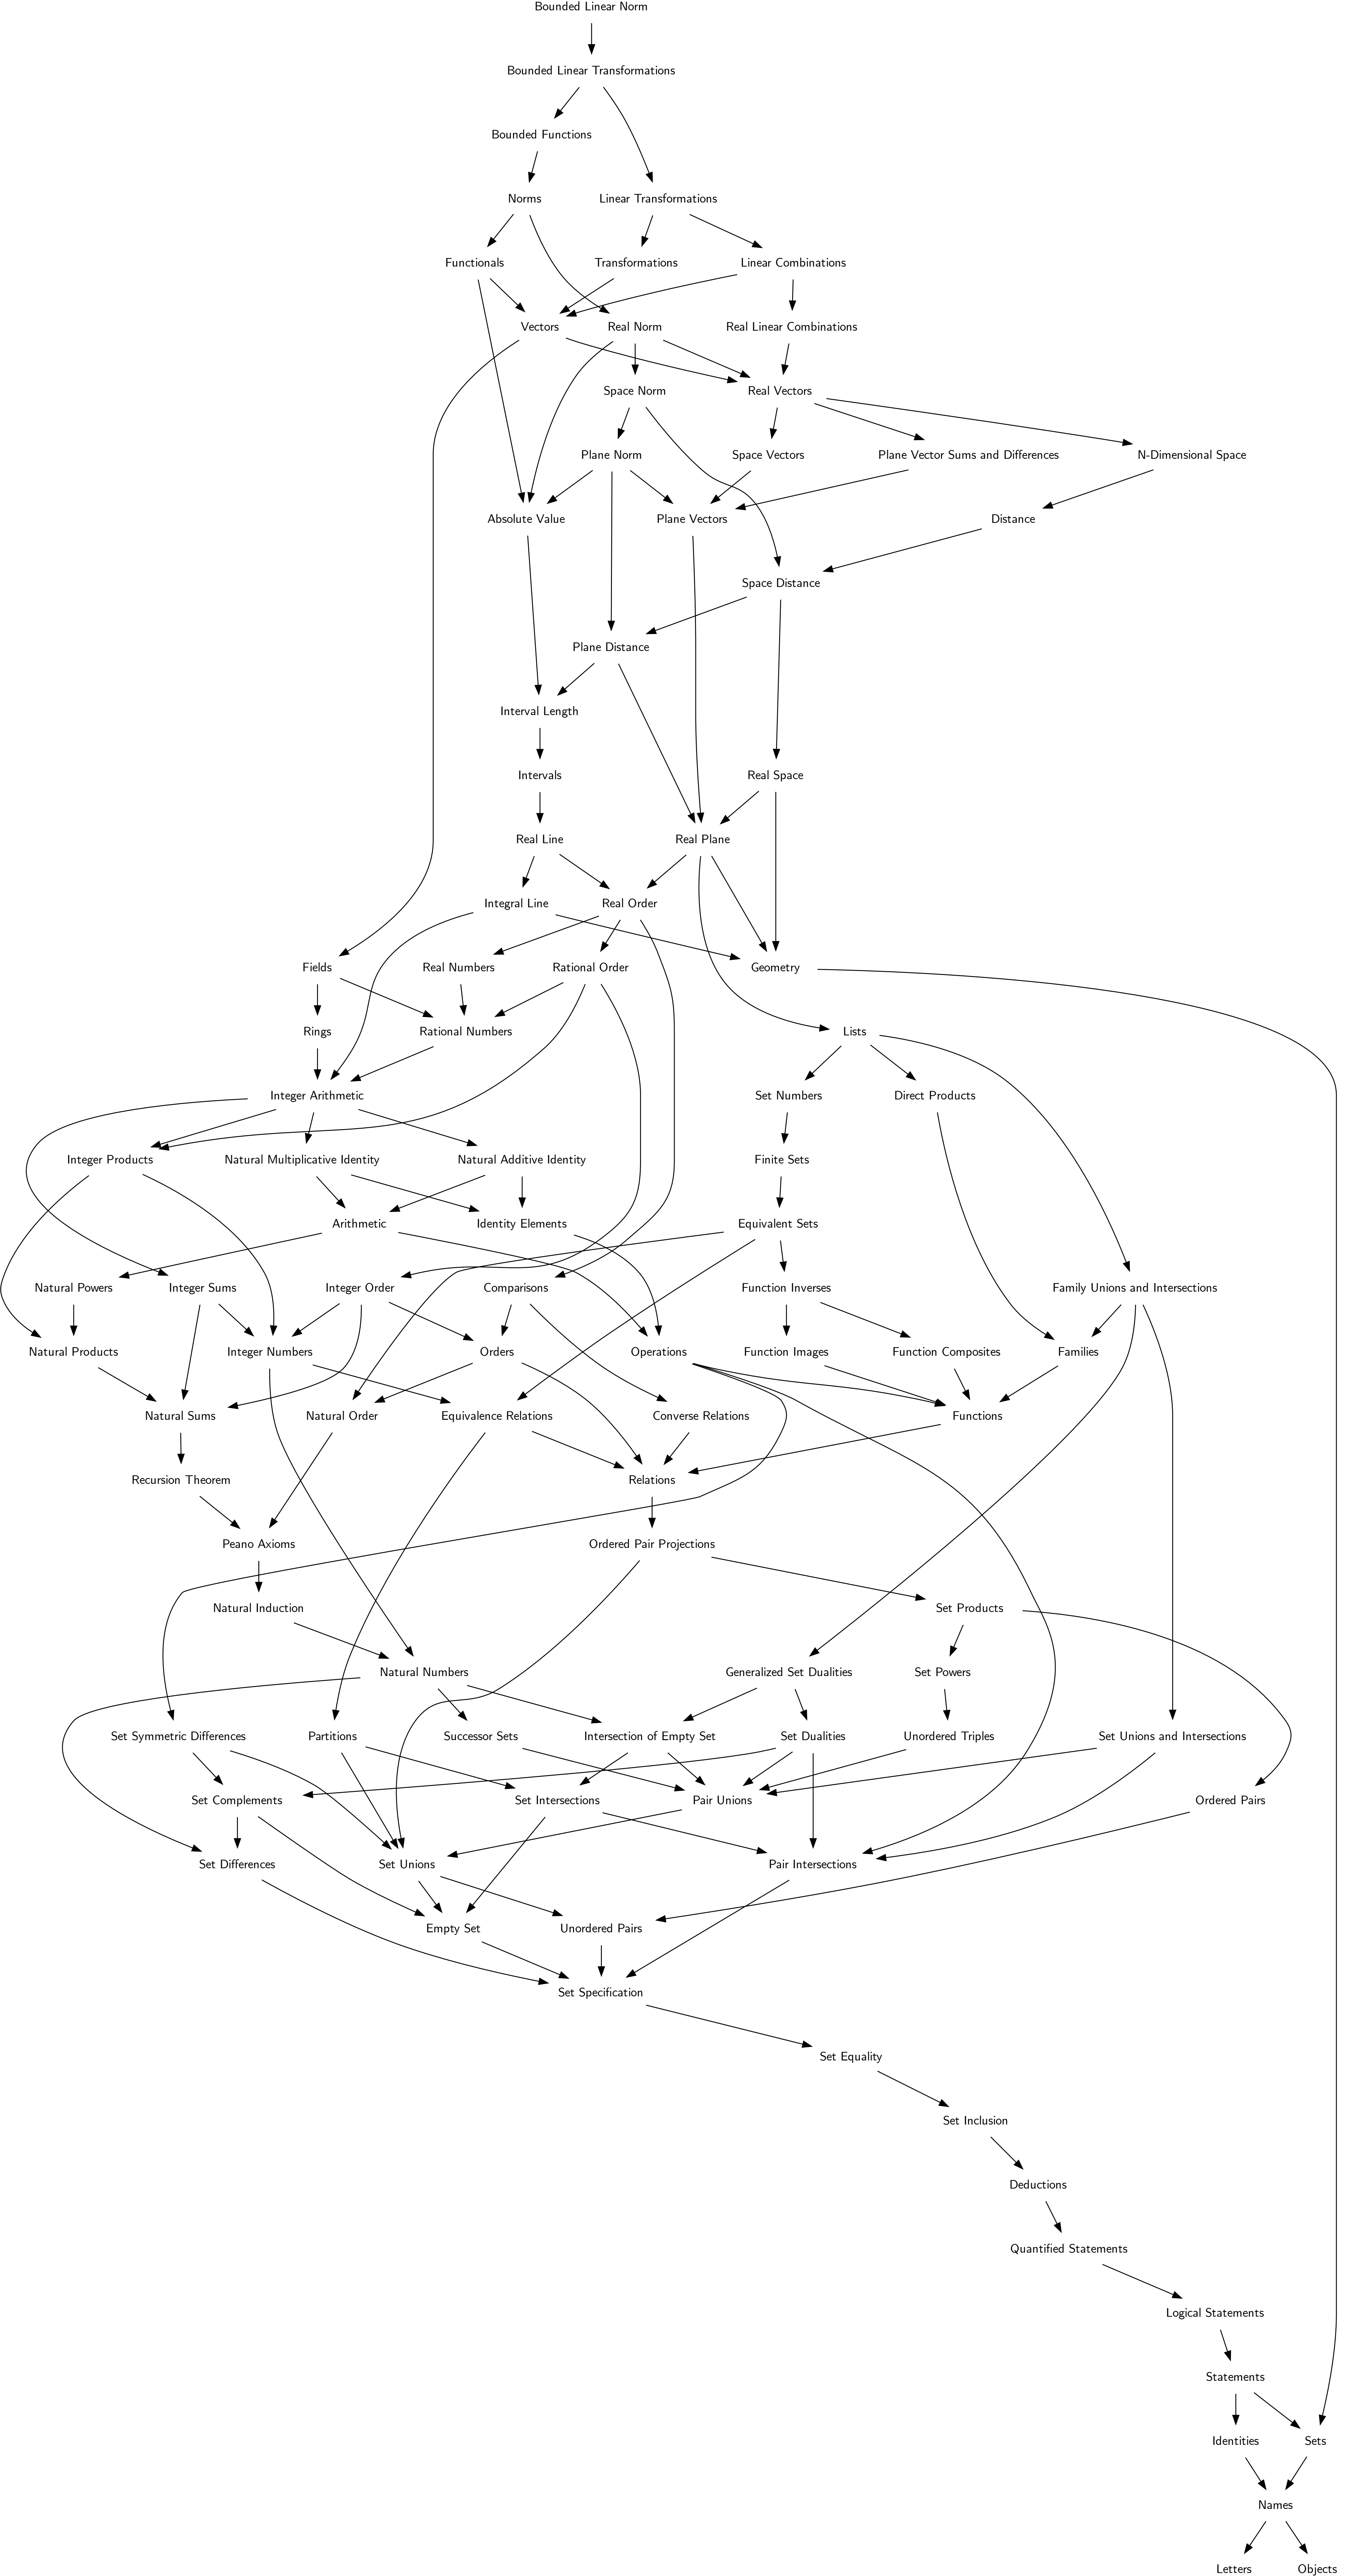 Bounded Linear Norm
Bounded Linear Transformations
Bounded Functions
Norms
Linear Transformations
Functionals
Transformations
Linear Combinations
Vectors
Real Norm
Real Linear Combinations
Space Norm
Real Vectors
Plane Norm
Space Vectors
Plane Vector Sums and Differences
N-Dimensional Space
Absolute Value
Plane Vectors
Distance
Space Distance
Plane Distance
Interval Length
Intervals
Real Space
Real Line
Real Plane
Integral Line
Real Order
Fields
Real Numbers
Rational Order
Geometry
Rings
Rational Numbers
Lists
Integer Arithmetic
Set Numbers
Direct Products
Integer Products
Natural Multiplicative Identity
Natural Additive Identity
Finite Sets
Arithmetic
Identity Elements
Equivalent Sets
Natural Powers
Integer Sums
Integer Order
Comparisons
Function Inverses
Family Unions and Intersections
Natural Products
Integer Numbers
Orders
Operations
Function Images
Function Composites
Families
Natural Sums
Natural Order
Equivalence Relations
Converse Relations
Functions
Recursion Theorem
Relations
Peano Axioms
Ordered Pair Projections
Natural Induction
Set Products
Natural Numbers
Generalized Set Dualities
Set Powers
Set Symmetric Differences
Partitions
Successor Sets
Intersection of Empty Set
Set Dualities
Unordered Triples
Set Unions and Intersections
Set Complements
Set Intersections
Pair Unions
Ordered Pairs
Set Differences
Set Unions
Pair Intersections
Empty Set
Unordered Pairs
Set Specification
Set Equality
Set Inclusion
Deductions
Quantified Statements
Logical Statements
Statements
Identities
Sets
Names
Letters
Objects